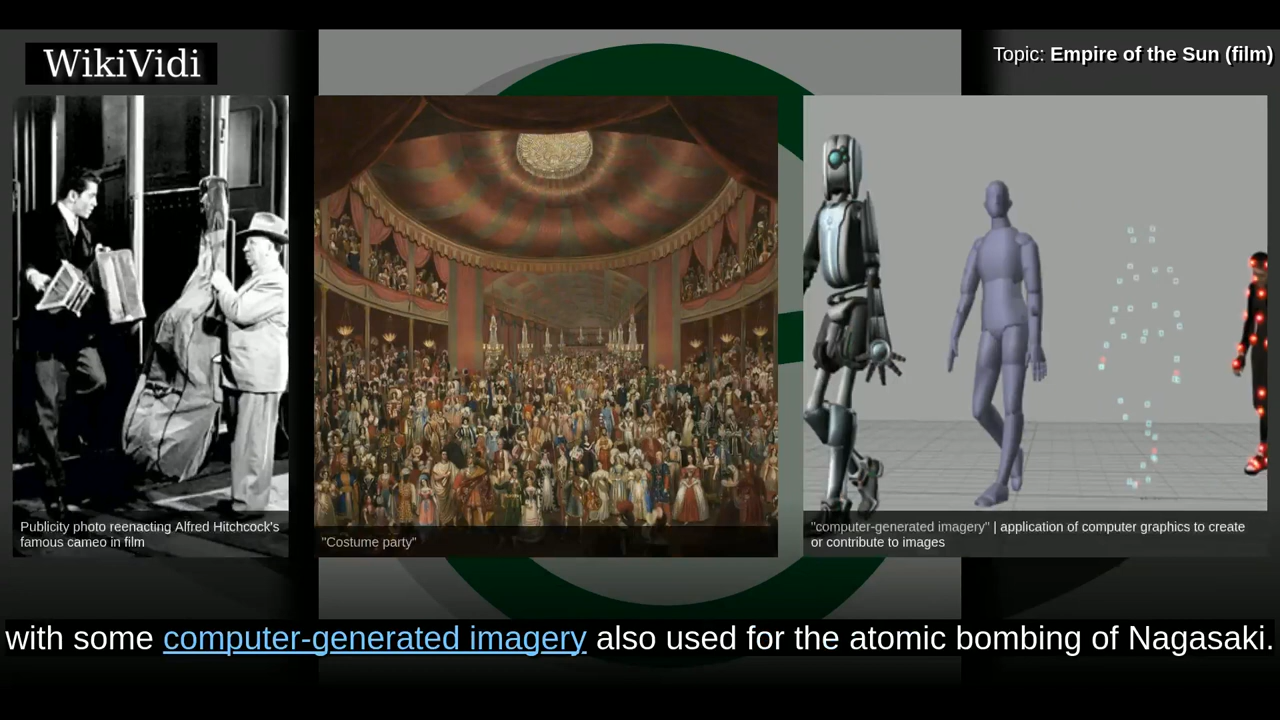 WikiVidi
Topic: Empire of the Sun (film)
Publicity photo reenacting Alfred Hitchcock's
famous cameo in film
"Costume party"
"computer-generated imagery" | application of computer graphics to create
or contribute to images
with some computer-generated imagery also used for the atomic bombing of Nagasaki.